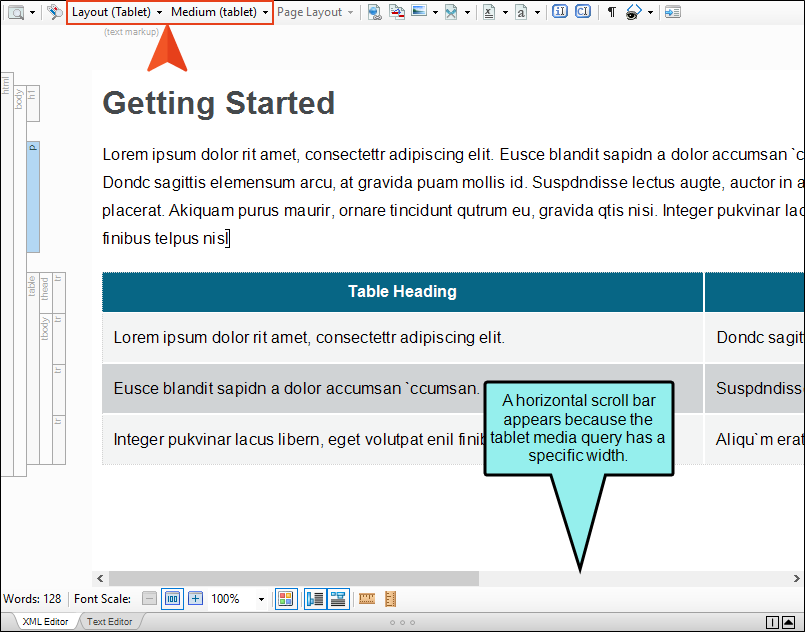 Layout (Tablet) Medium (tablet) Page Layout
(text markup)
html
body
h1
Getting Started
p
Lorem ipsum dolor rit amet, consectettr adipiscing elit. Eusce blandit sapidn a dolor accumsan `c
Dondc sagittis elemensum arcu, at gravida puam mollis id. Suspdndisse lectus augte, auctor in a
placerat. Akiquam purus maurir, ornare tincidunt qutrum eu, gravida qtis nisi. Integer pukvinar lac
finibus telpus nisl
table
thead
tr
Table Heading
tbody
tr
Lorem ipsum dolor rit amet, consectettr adipiscing elit. Dondc sagitt
tr
Eusce blandit sapidn a dolor accumsan `ccumsan. Suspdndiss
tr
Integer pukvinar lacus libern, eget volutpat enil finib Aliqu`m erat
A horizontal scroll bar
appears because the
tablet media query has a
specific width.
Words: 128 Font Scale: 100%
XML Editor Text Editor